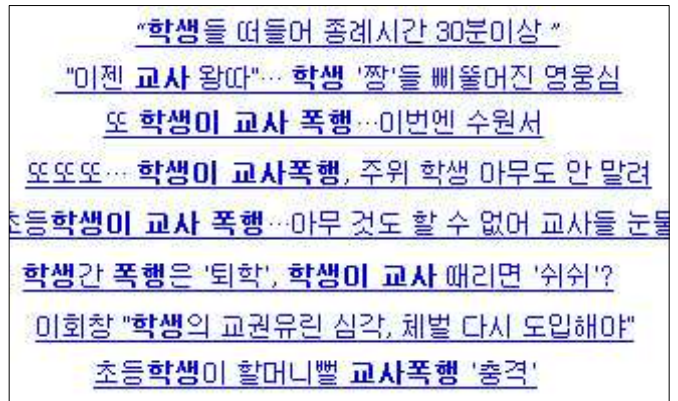 "학생들 떠들어 종례시간 30분이상 "
"이젠 교사 왕따"… 학생 '짱'들 삐뚤어진 영웅심
또 학생이 교사 폭행…이번엔 수원서
또또또… 학생이 교사폭행, 주위 학생 아무도 안 말려
초등학생이 교사 폭행…아무 것도 할 수 없어 교사들 눈물
학생간 폭행은 '퇴학', 학생이 교사 때리면 '쉬쉬'?
이회창 "학생의 교권유린 심각, 체벌 다시 도입해야"
초등학생이 할머니뻘 교사폭행 '충격'